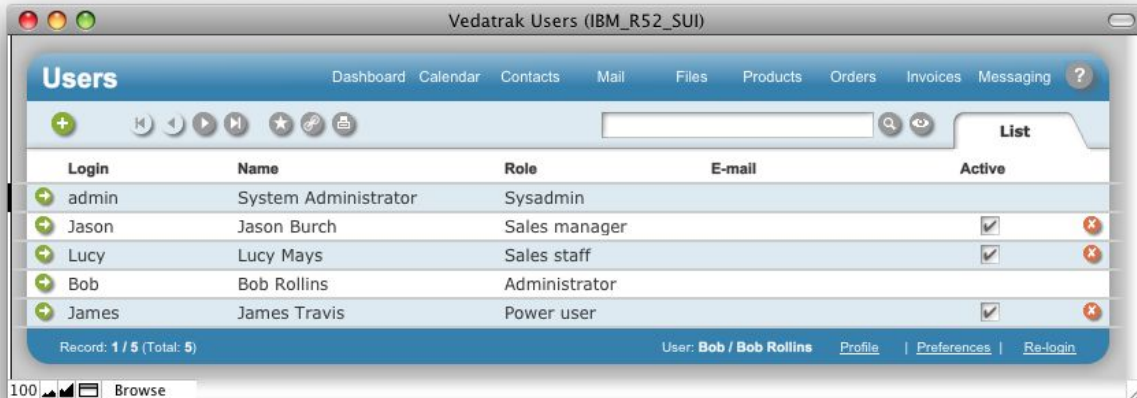 Vedatrak Users (IBM_R52_SUI)
Users Dashboard Calendar Contacts Mail Files Products Orders Invoices Messaging ?
List
Login Name Role E-mail Active
admin System Administrator Sysadmin
Jason Jason Burch Sales manager
Lucy Lucy Mays Sales staff
Bob Bob Rollins Administrator
James James Travis Power user
Record: 1 / 5 (Total: 5) User: Bob / Bob Rollins Profile | Preferences | Re-login
100 Browse